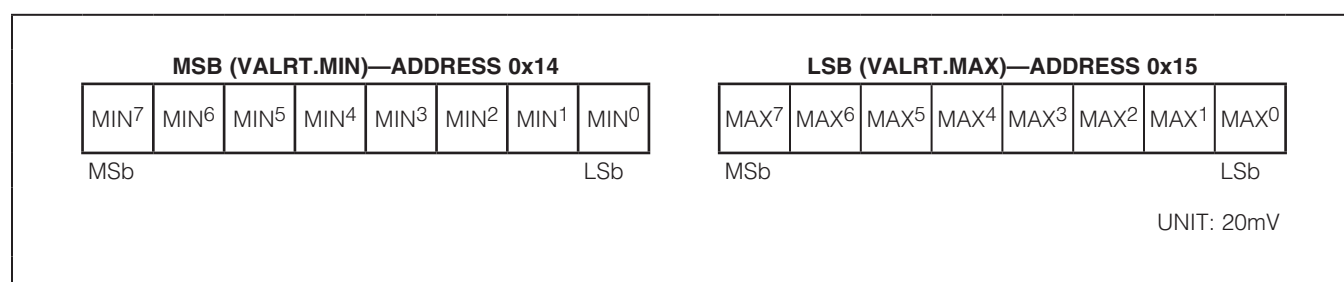 MSB (VALRT.MIN)—ADDRESS 0x14
MIN7 MIN6 MIN5 MIN4 MIN3 MIN2 MIN1 MIN0
MSb LSb
LSB (VALRT.MAX)—ADDRESS 0x15
MAX7 MAX6 MAX5 MAX4 MAX3 MAX2 MAX1 MAX0
MSb LSb
UNIT: 20mV